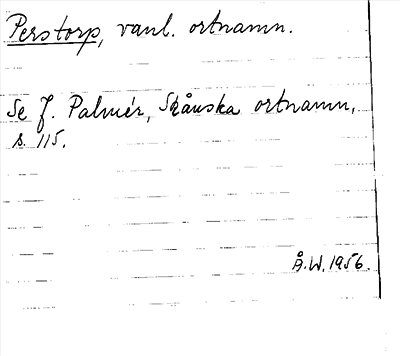 Perstorp, vanl. ortnamn.
Se J. Palmér, Skånska ortnamn,
s. 115.
Å.W. 1956.